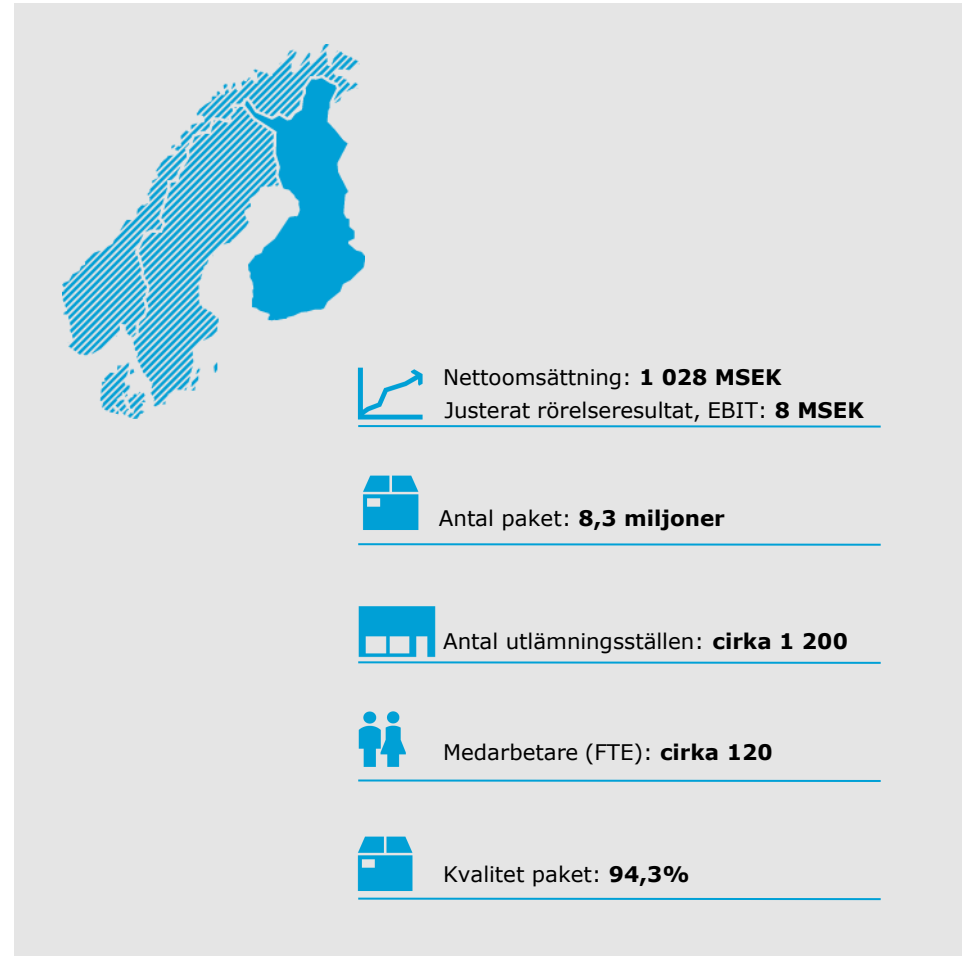 Nettoomsättning: 1 028 MSEK
Justerat rörelseresultat, EBIT: 8 MSEK
Antal paket: 8,3 miljoner
Antal utlämningsställen: cirka 1 200
Medarbetare (FTE): cirka 120
Kvalitet paket: 94,3%